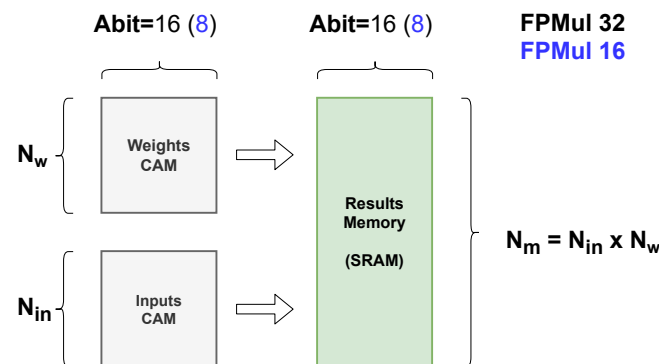 Abit=16 (8)
Abit=16 (8)
FPMul 32
FPMul 16
Weights
CAM
Nw
Results
Memory
(SRAM)
Nm = Nin x Nw
Inputs
CAM
Nin